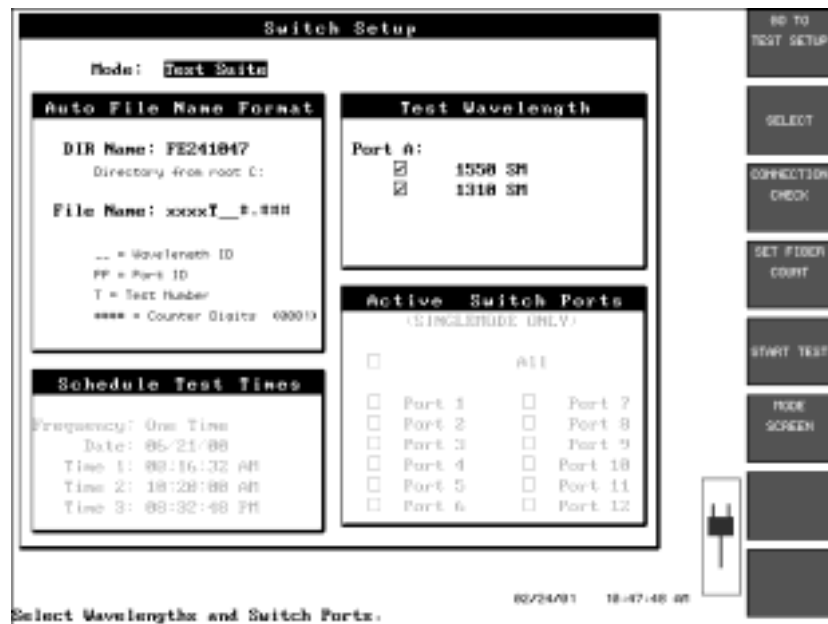 Switch Setup
Mode: Test Suite
Auto File Name Format
DIR Name: FE241047
Directory from root C:
File Name: xxxxT__#.###
__ = Wavelength ID
PP = Port ID
T = Test Number
#### = Counter Digits (0001)
Schedule Test Times
Frequency: One Time
Date: 06/21/00
Time 1: 08:16:32 AM
Time 2: 10:20:00 AM
Time 3: 08:32:48 PM
Test Wavelength
Port A:
1550 SM
1310 SM
Active Switch Ports
(SINGLEMODE ONLY)
All
Port 1 Port 7
Port 2 Port 8
Port 3 Port 9
Port 4 Port 10
Port 5 Port 11
Port 6 Port 12
GO TO
TEST SETUP
SELECT
CONNECTION
CHECK
SET FIBER
COUNT
START TEST
MODE
SCREEN
02/24/01 10:47:48 AM
Select Wavelengths and Switch Ports.